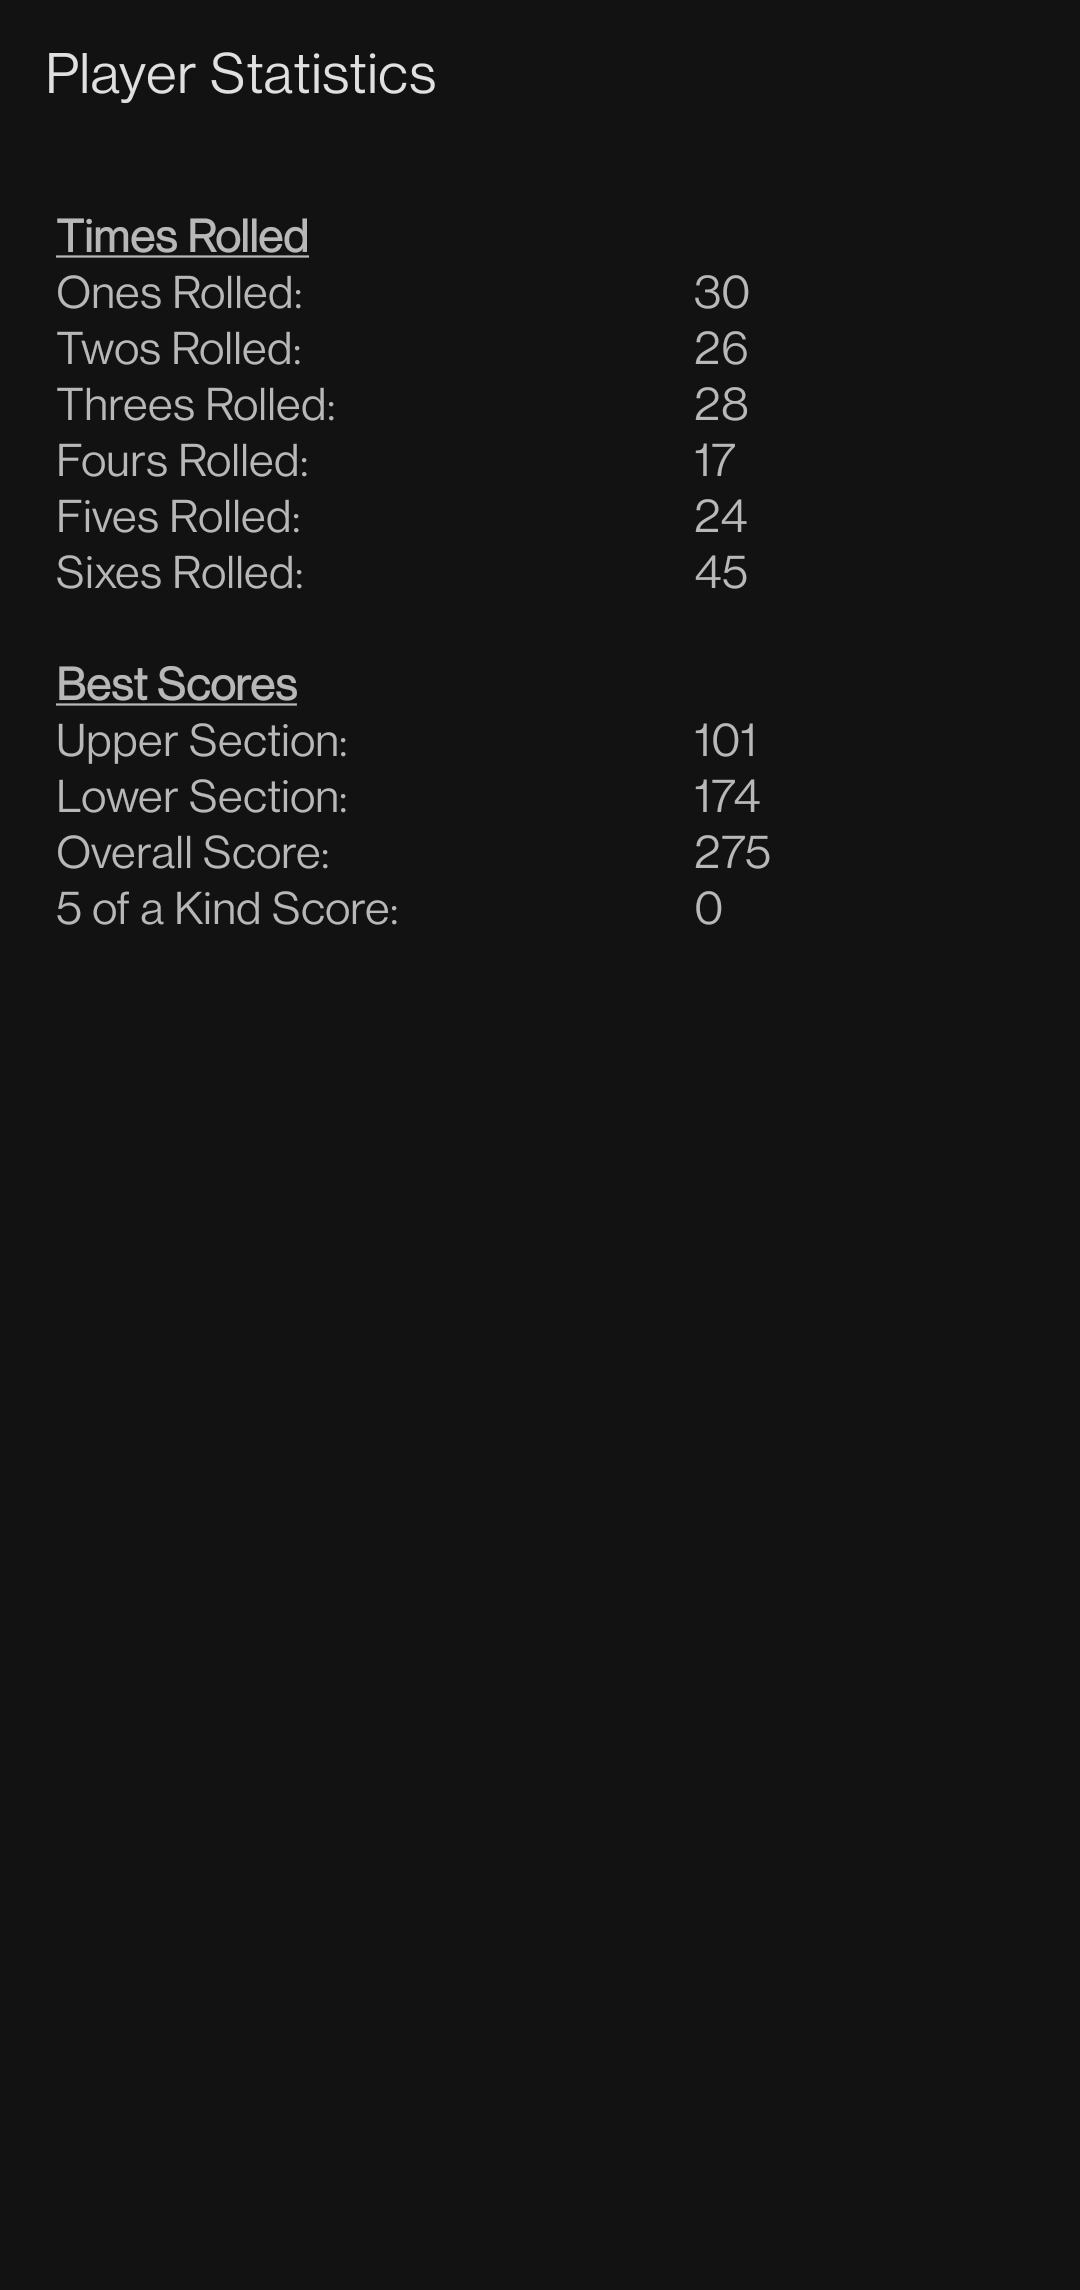 Player Statistics
Times Rolled
Ones Rolled: 30
Twos Rolled: 26
Threes Rolled: 28
Fours Rolled: 17
Fives Rolled: 24
Sixes Rolled: 45
Best Scores
Upper Section: 101
Lower Section: 174
Overall Score: 275
5 of a Kind Score: 0